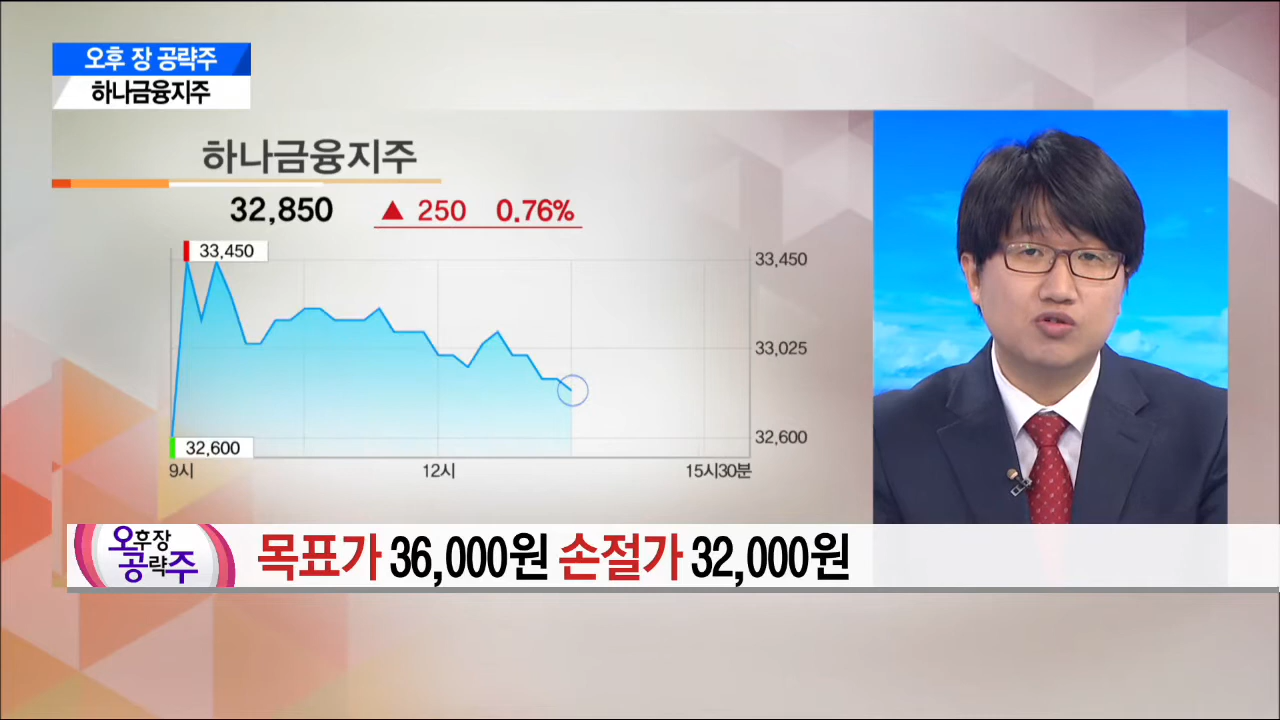 오후 장 공략주
하나금융지주
하나금융지주
32,850 ▲ 250 0.76%
33,450
33,450
33,025
32,600
32,600
9시 12시 15시30분
오후장
공략주
목표가 36,000원 손절가 32,000원